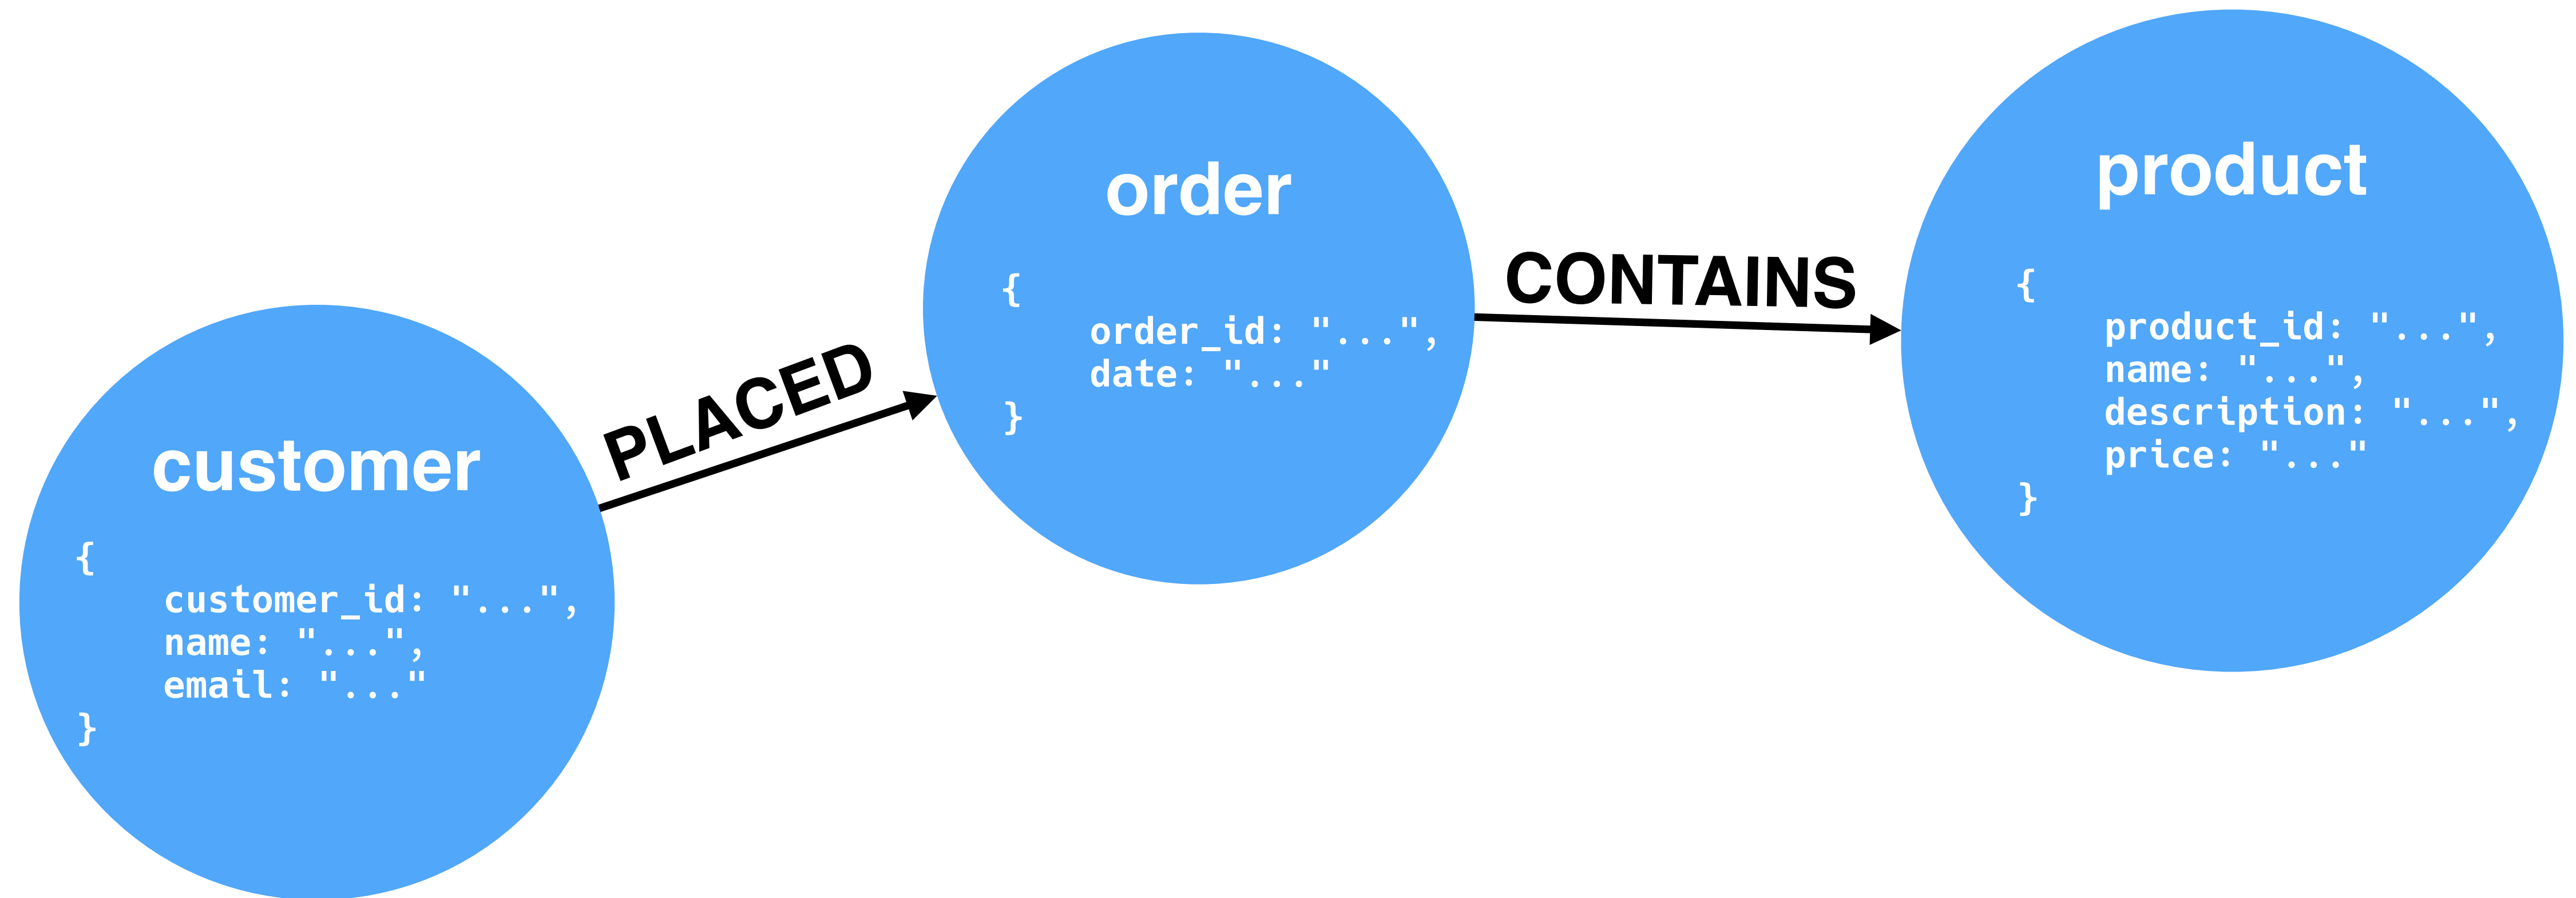 customer
{
customer_id: "...",
name: "...",
email: "..."
}
PLACED
order
{
order_id: "...",
date: "..."
}
CONTAINS
product
{
product_id: "...",
name: "...",
description: "...",
price: "..."
}